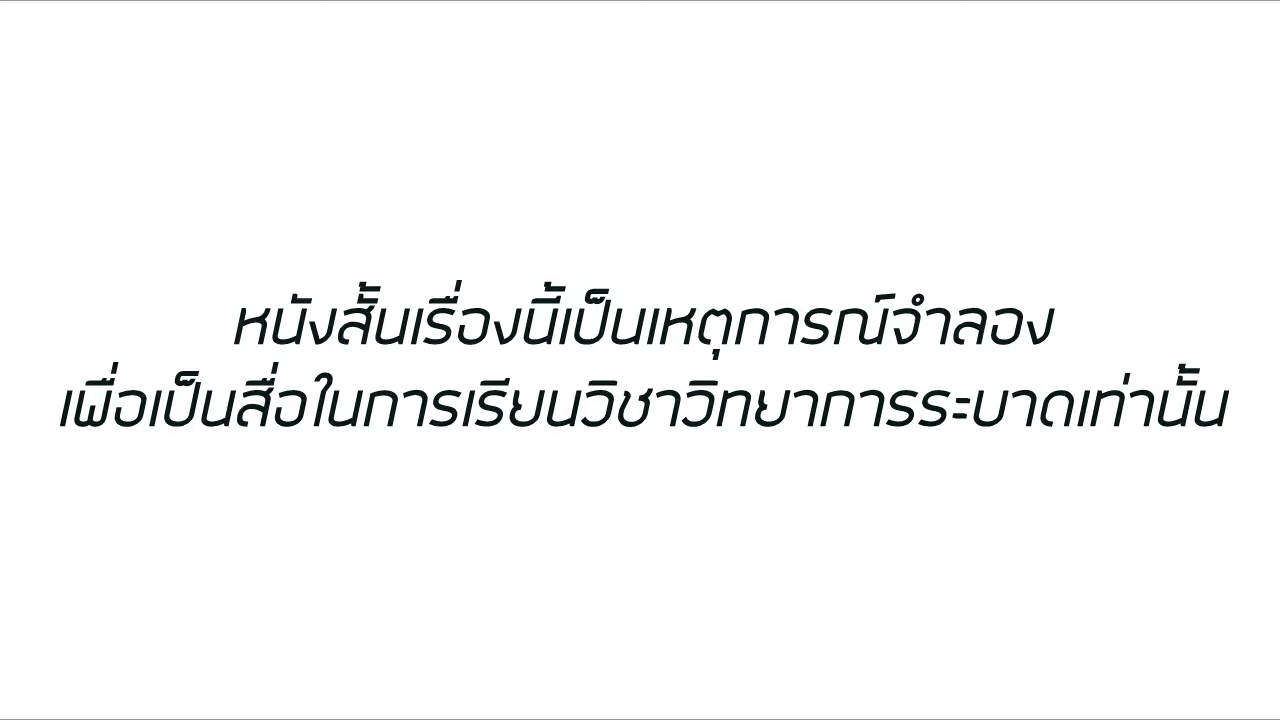 หนังสั้นเรื่องนี้เป็นเหตุการณ์จำลอง
เพื่อเป็นสื่อในการเรียนวิชาวิทยาการระบาดเท่านั้น